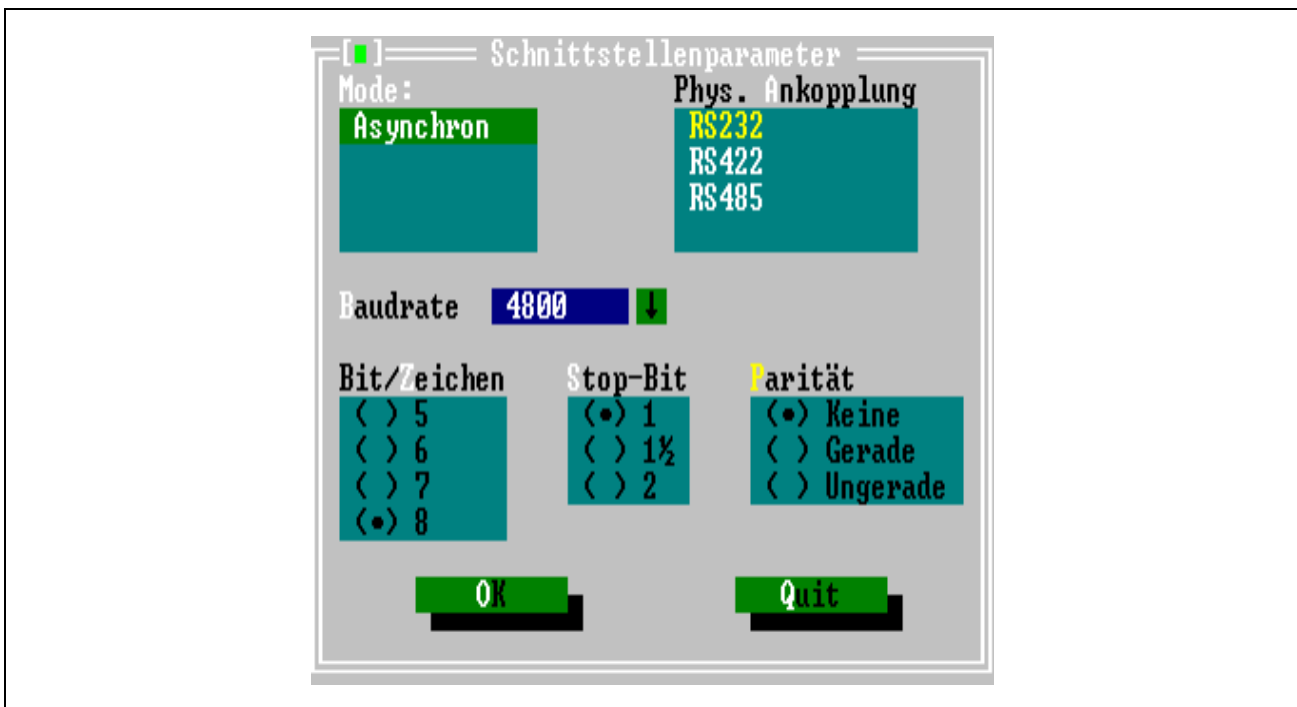 [■] Schnittstellenparameter
Mode:
Asynchron
Phys. Ankopplung
RS232
RS422
RS485
Baudrate 4800 ↓
Bit/Zeichen
( ) 5
( ) 6
( ) 7
(•) 8
Stop-Bit
(•) 1
( ) 1½
( ) 2
Parität
(•) Keine
( ) Gerade
( ) Ungerade
OK
Quit